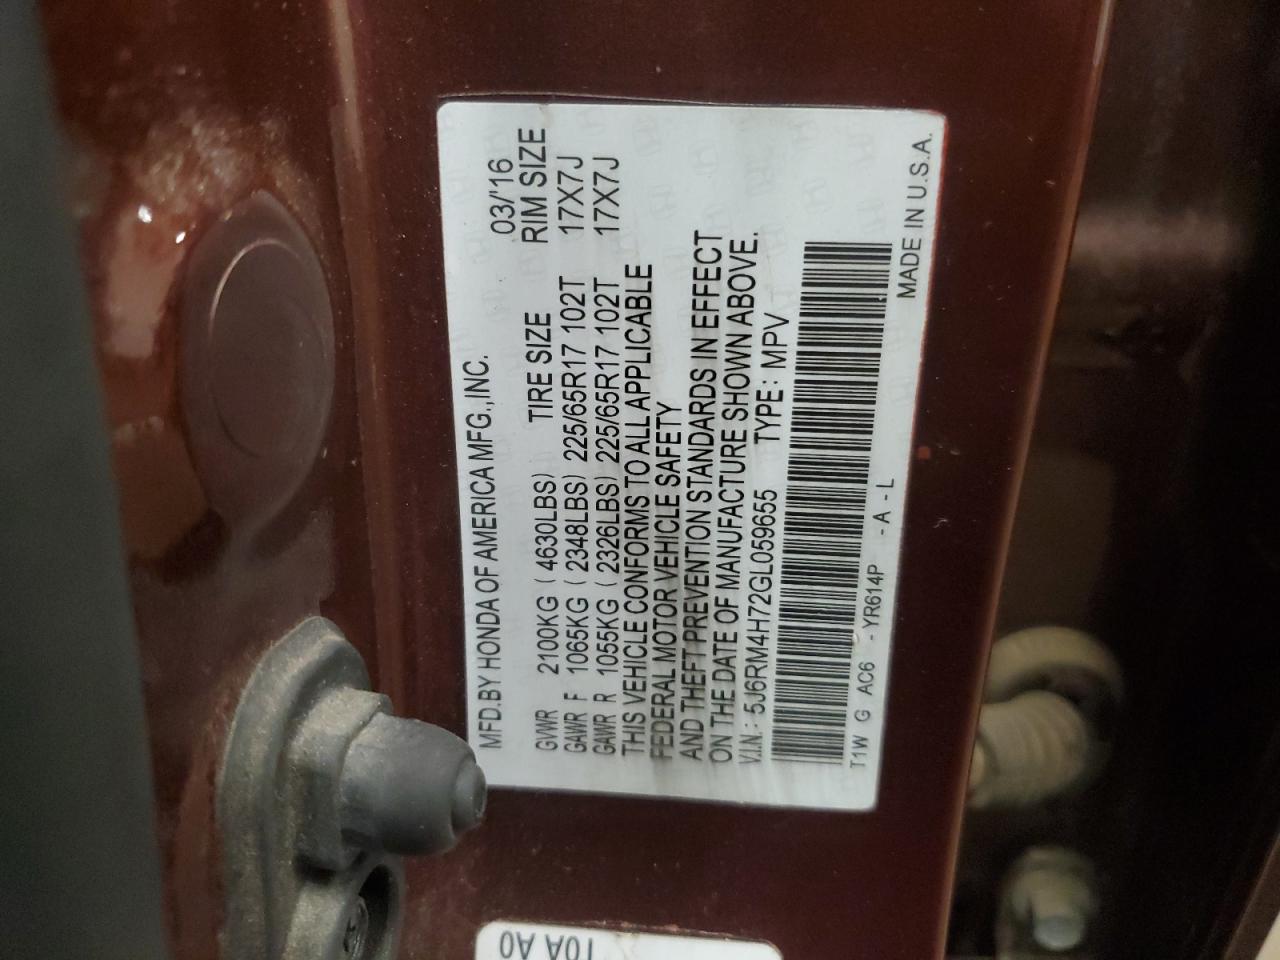 MFD.BY HONDA OF AMERICA MFG.,INC.
03/'16
GVWR 2100KG ( 4630LBS) TIRE SIZE RIM SIZE
GAWR F 1065KG ( 2348LBS) 225/65R17 102T 17X7J
GAWR R 1055KG ( 2326LBS) 225/65R17 102T 17X7J
THIS VEHICLE CONFORMS TO ALL APPLICABLE
FEDERAL MOTOR VEHICLE SAFETY
AND THEFT PREVENTION STANDARDS IN EFFECT
ON THE DATE OF MANUFACTURE SHOWN ABOVE.
V.I.N.: 5J6RM4H72GL059655 TYPE: MPV
T1W G AC6 - YR614P - A - L MADE IN U.S.A.
10A A0